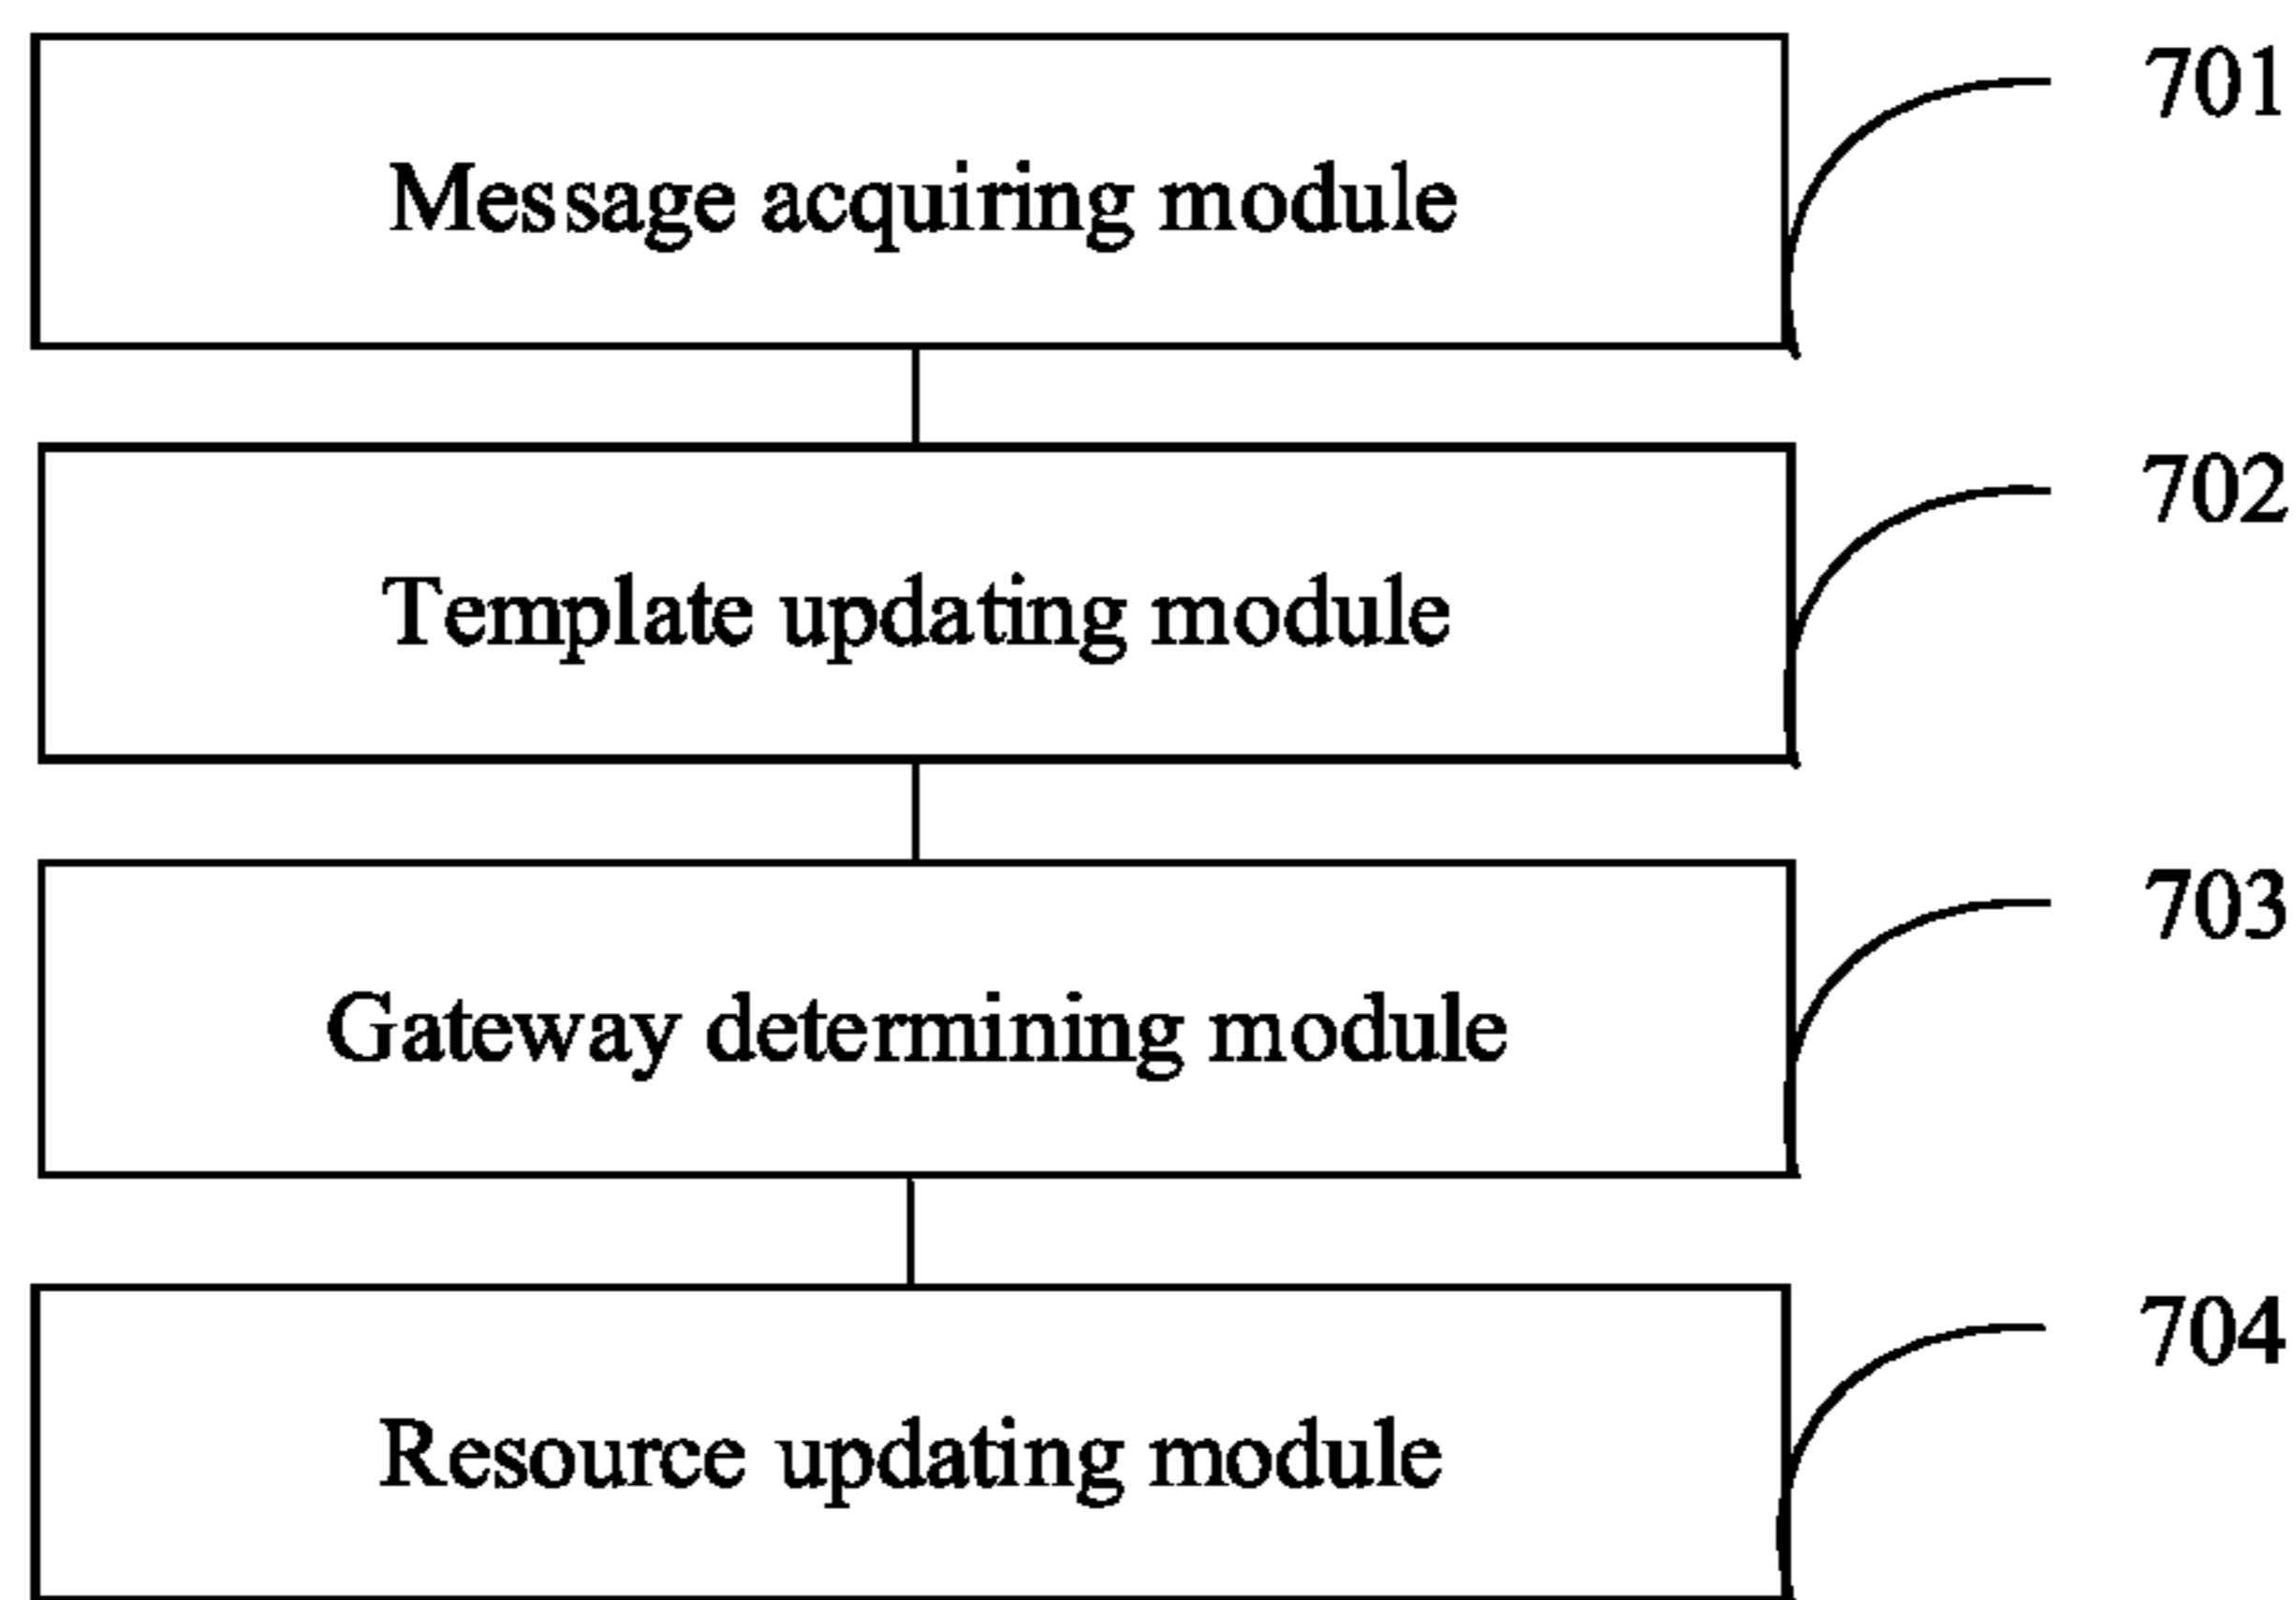 701
Message acquiring module
702
Template updating module
703
Gateway determining module
704
Resource updating module